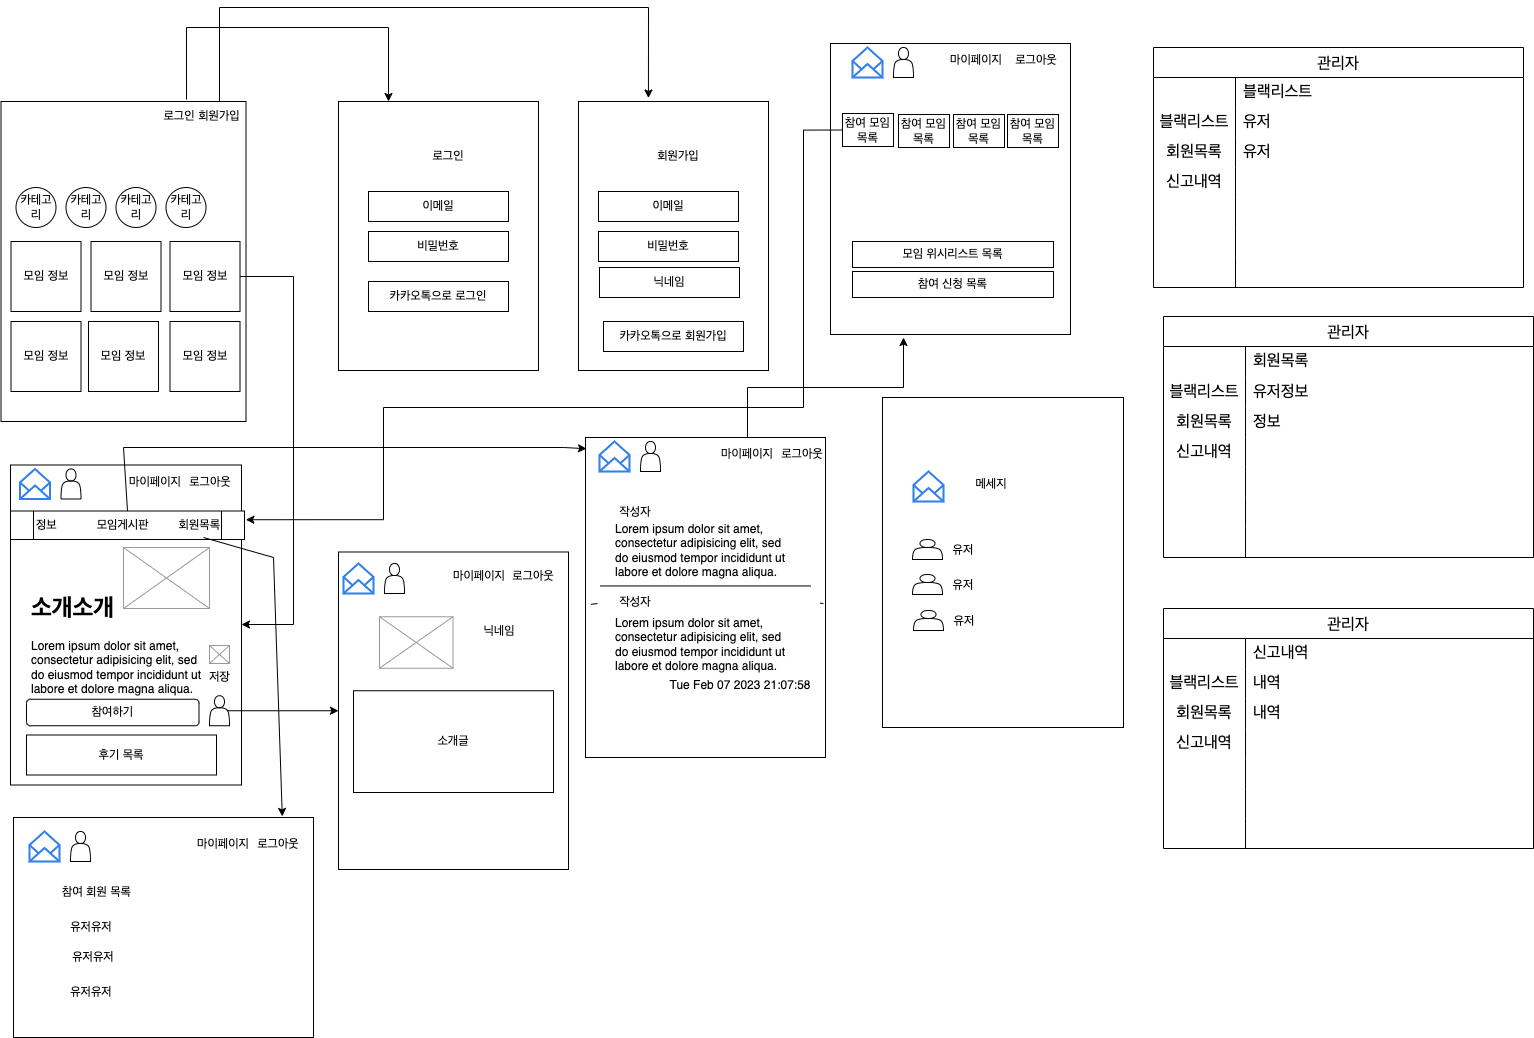 로그인 회원가입
카테고
리
카테고
리
카테고
리
카테고
리
모임 정보
모임 정보
모임 정보
모임 정보
모임 정보
모임 정보
로그인
이메일
비밀번호
카카오톡으로 로그인
회원가입
이메일
비밀번호
닉네임
카카오톡으로 회원가입
마이페이지 로그아웃
참여 모임
목록
참여 모임
목록
참여 모임
목록
참여 모임
목록
모임 위시리스트 목록
참여 신청 목록
관리자
블랙리스트
블랙리스트 유저
회원목록 유저
신고내역
관리자
회원목록
블랙리스트 유저정보
회원목록 정보
신고내역
관리자
신고내역
블랙리스트 내역
회원목록 내역
신고내역
마이페이지 로그아웃
정보 모임게시판 회원목록
소개소개
Lorem ipsum dolor sit amet,
consectetur adipisicing elit, sed
do eiusmod tempor incididunt ut
labore et dolore magna aliqua.
저장
참여하기
후기 목록
마이페이지 로그아웃
닉네임
소개글
마이페이지 로그아웃
작성자
Lorem ipsum dolor sit amet,
consectetur adipisicing elit, sed
do eiusmod tempor incididunt ut
labore et dolore magna aliqua.
작성자
Lorem ipsum dolor sit amet,
consectetur adipisicing elit, sed
do eiusmod tempor incididunt ut
labore et dolore magna aliqua.
Tue Feb 07 2023 21:07:58
메세지
유저
유저
유저
마이페이지 로그아웃
참여 회원 목록
유저유저
유저유저
유저유저